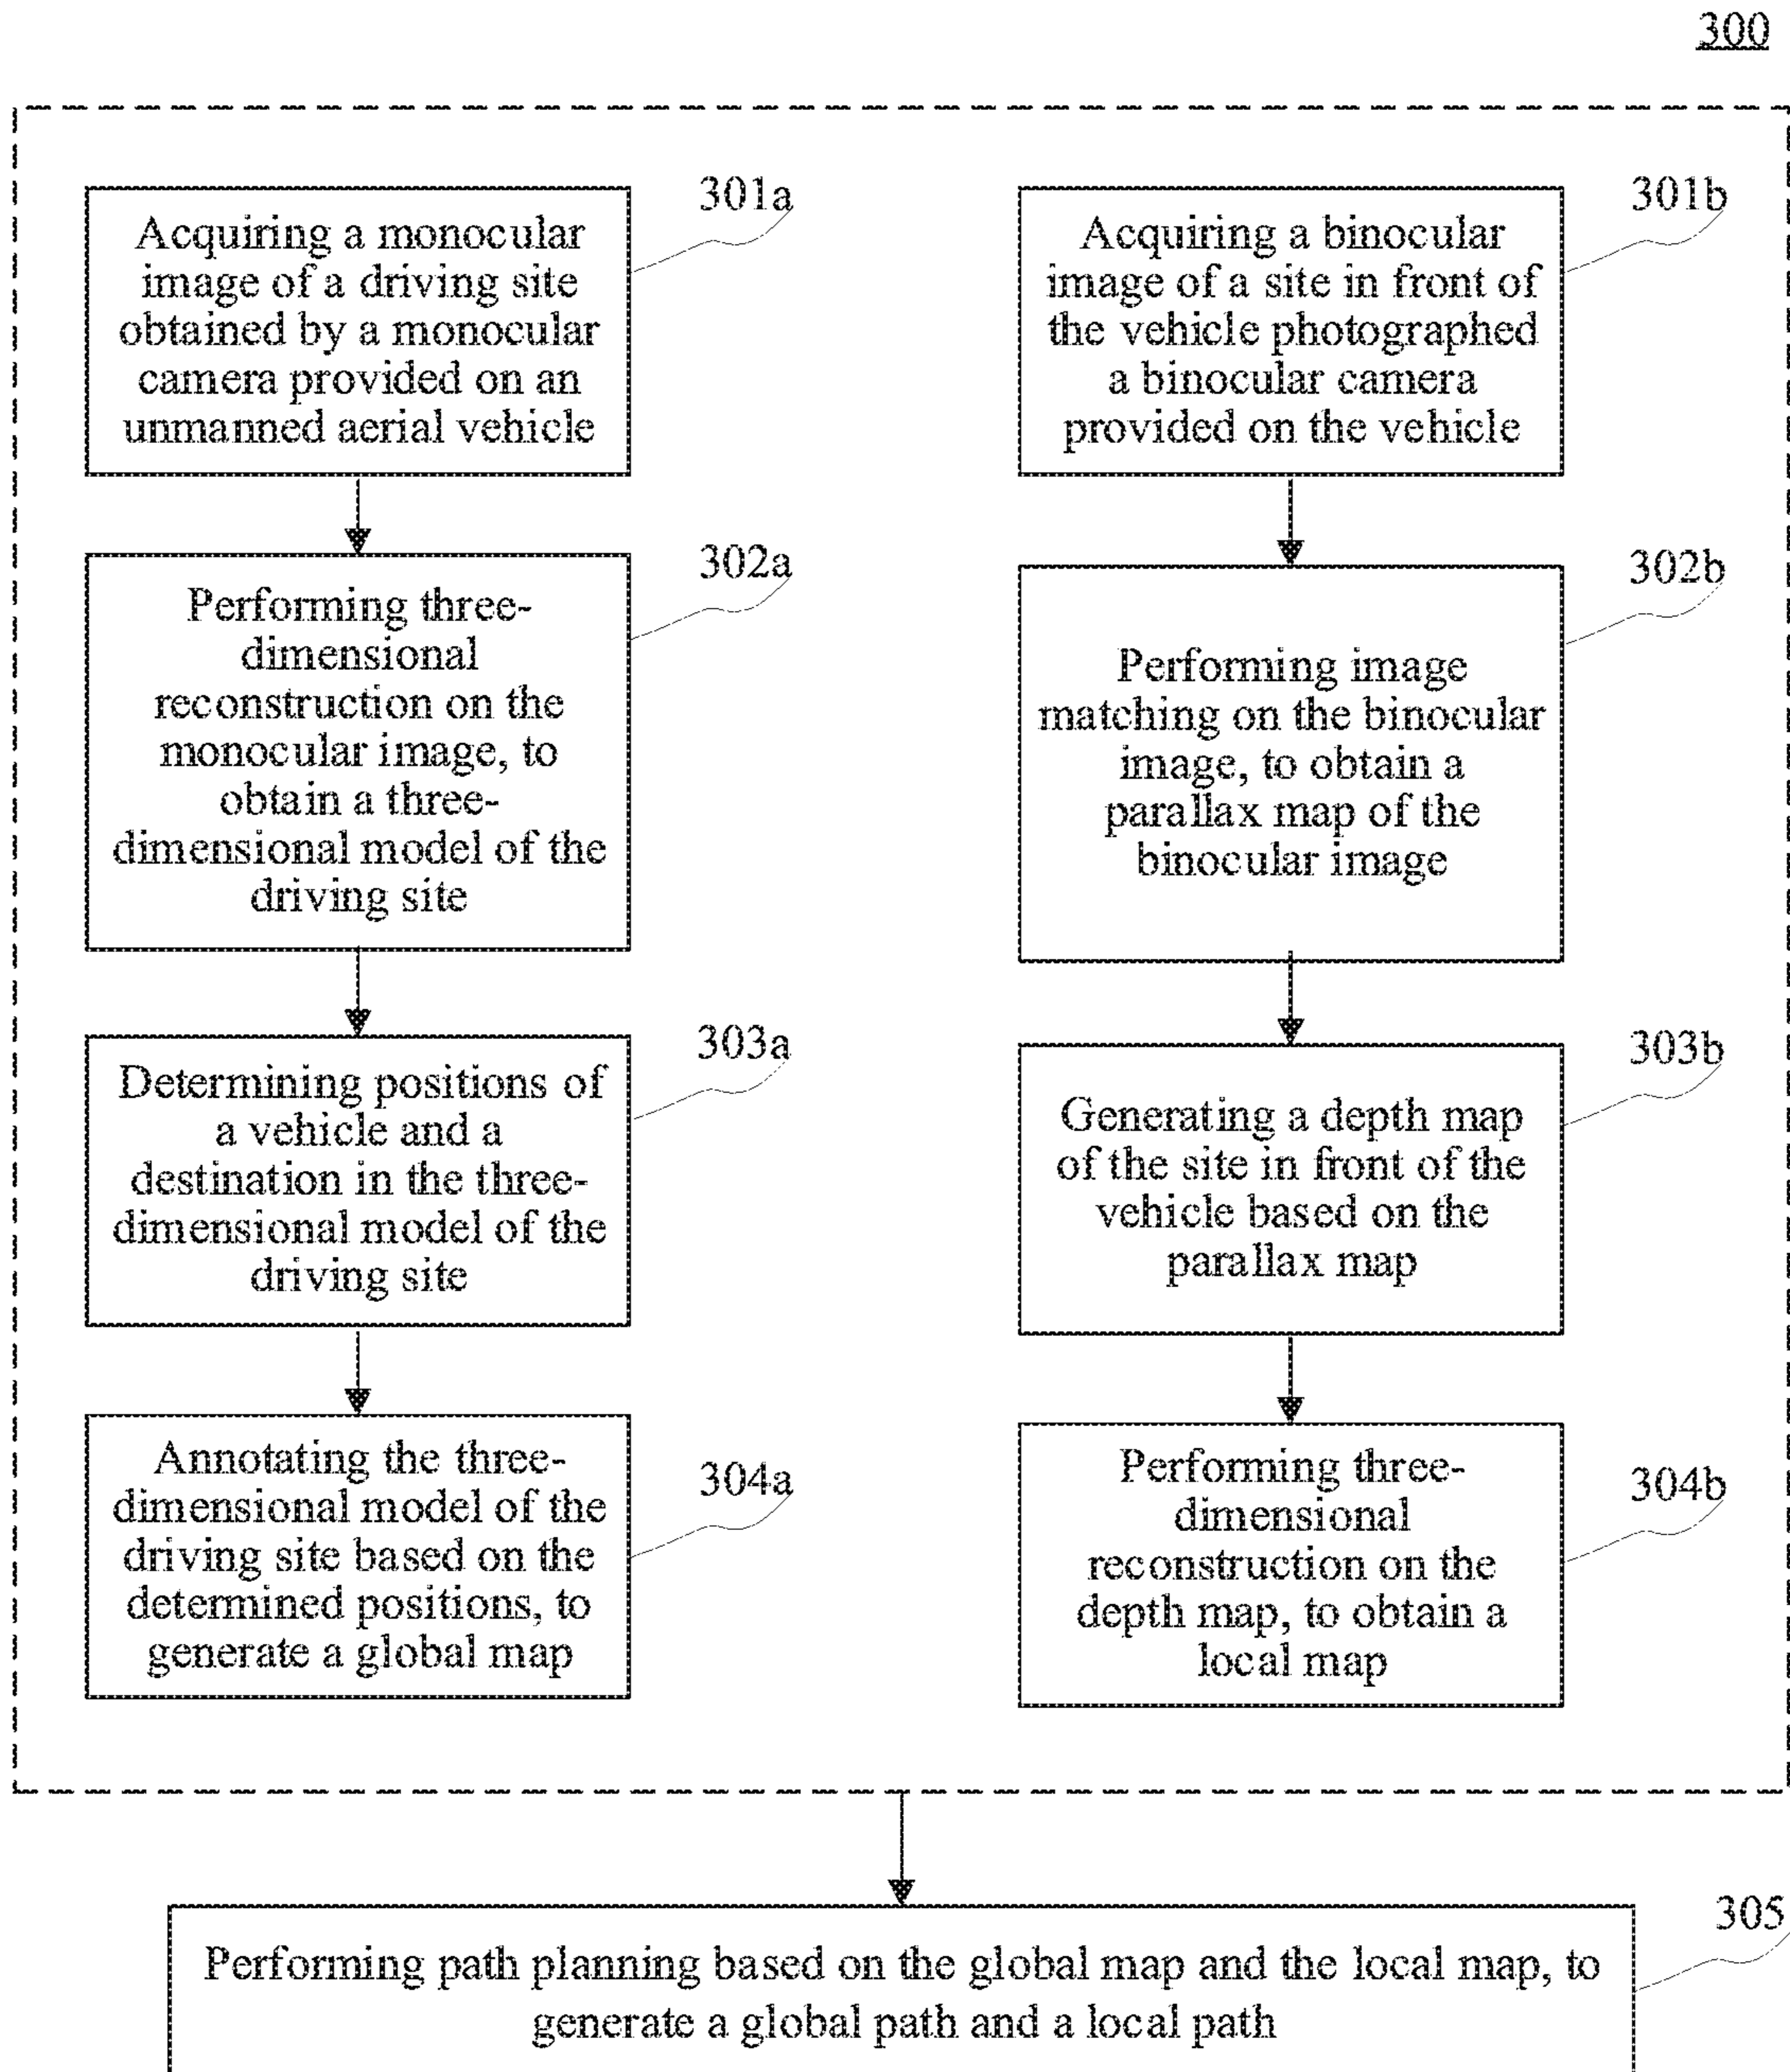 300
301a
Acquiring a monocular
image of a driving site
obtained by a monocular
camera provided on an
unmanned aerial vehicle
302a
Performing three-
dimensional
reconstruction on the
monocular image, to
obtain a three-
dimensional model of the
driving site
303a
Determining positions of
a vehicle and a
destination in the three-
dimensional model of the
driving site
304a
Annotating the three-
dimensional model of the
driving site based on the
determined positions, to
generate a global map
301b
Acquiring a binocular
image of a site in front of
the vehicle photographed
a binocular camera
provided on the vehicle
302b
Performing image
matching on the binocular
image, to obtain a
parallax map of the
binocular image
303b
Generating a depth map
of the site in front of the
vehicle based on the
parallax map
304b
Performing three-
dimensional
reconstruction on the
depth map, to obtain a
local map
305
Performing path planning based on the global map and the local map, to
generate a global path and a local path